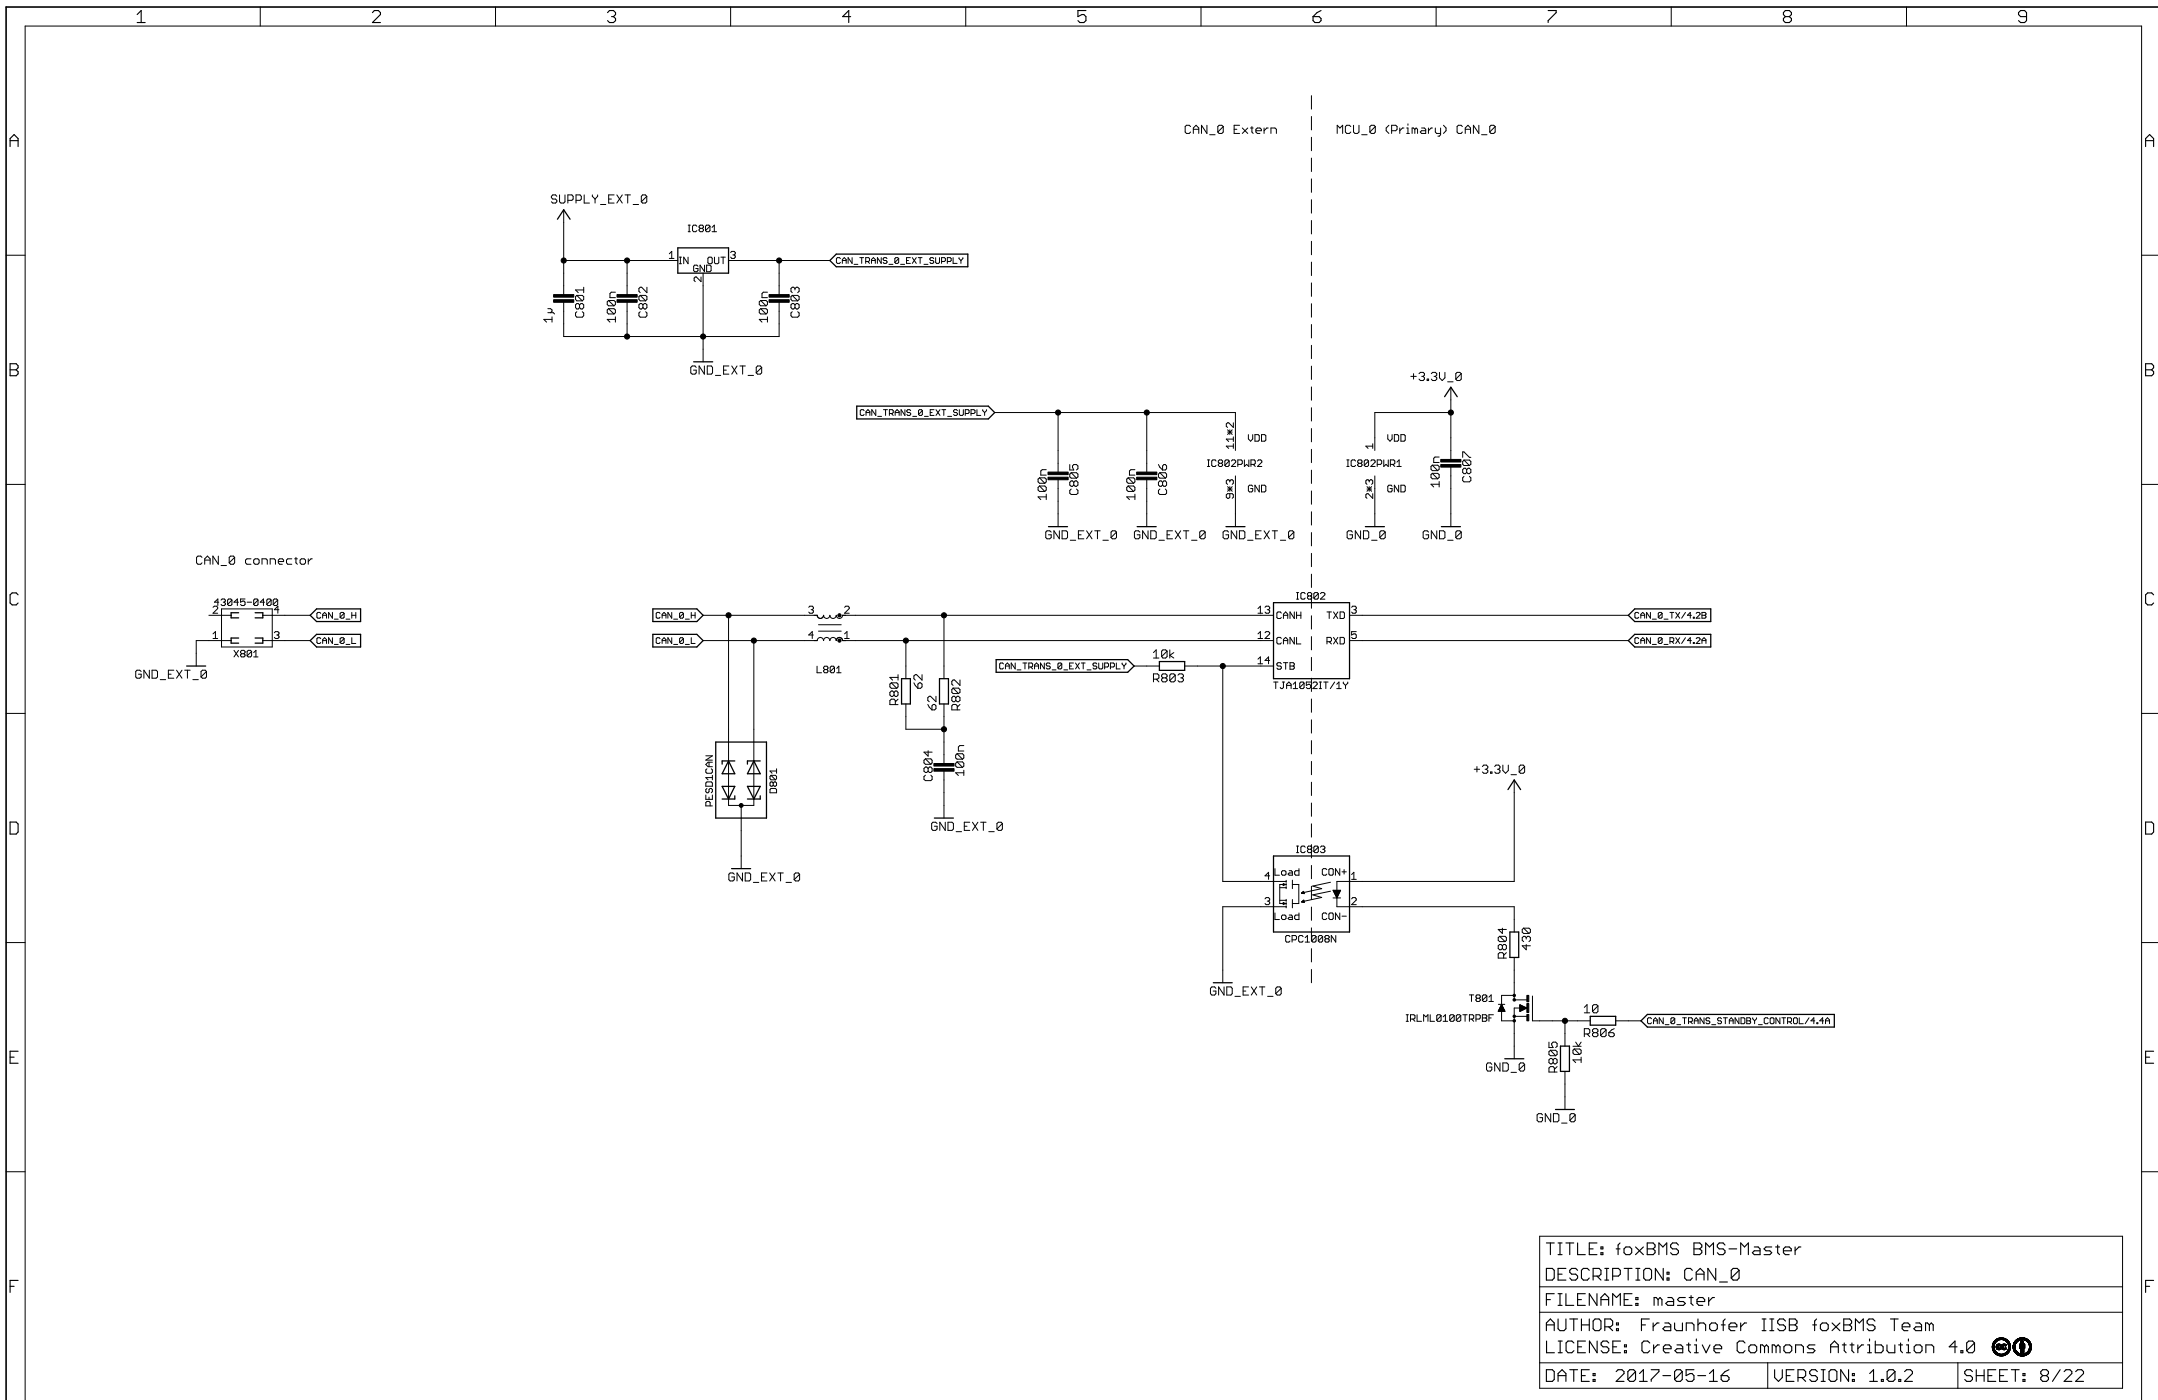 1 2 3 4 5 6 7 8 9
A A
CAN_0 Extern
MCU_0 (Primary) CAN_0
SUPPLY_EXT_0
IC801
1 IN OUT 3
GND
2
CAN_TRANS_0_EXT_SUPPLY
1µ
C801
100n
C802
100n
C803
GND_EXT_0
B B
+3.3V_0
CAN_TRANS_0_EXT_SUPPLY
100n
C805
100n
C806
11*2
VDD
IC802PWR2
9*3
GND
1
VDD
IC802PWR1
2*3
GND
100n
C807
GND_EXT_0 GND_EXT_0 GND_EXT_0 GND_0 GND_0
CAN_0 connector
C C
43045-0400
2 4 CAN_0_H
1 3 CAN_0_L
X801
GND_EXT_0
CAN_0_H 3 2
CAN_0_L 4 1
L801
R801
62
62
R802
C804
100n
GND_EXT_0
PESD1CAN
D801
GND_EXT_0
CAN_TRANS_0_EXT_SUPPLY
10k
R803
IC802
13 CANH TXD 3 CAN_0_TX/4.2B
12 CANL RXD 5 CAN_0_RX/4.2A
14 STB
TJA1052IT/1Y
D D
+3.3V_0
IC803
4 Load CON+ 1
3 Load CON- 2
CPC1008N
GND_EXT_0
R804
430
T801
IRLML0100TRPBF
GND_0
10
R806
CAN_0_TRANS_STANDBY_CONTROL/4.4A
R805
10k
GND_0
E E
F F
TITLE: foxBMS BMS-Master
DESCRIPTION: CAN_0
FILENAME: master
AUTHOR: Fraunhofer IISB foxBMS Team
LICENSE: Creative Commons Attribution 4.0
DATE: 2017-05-16 VERSION: 1.0.2 SHEET: 8/22